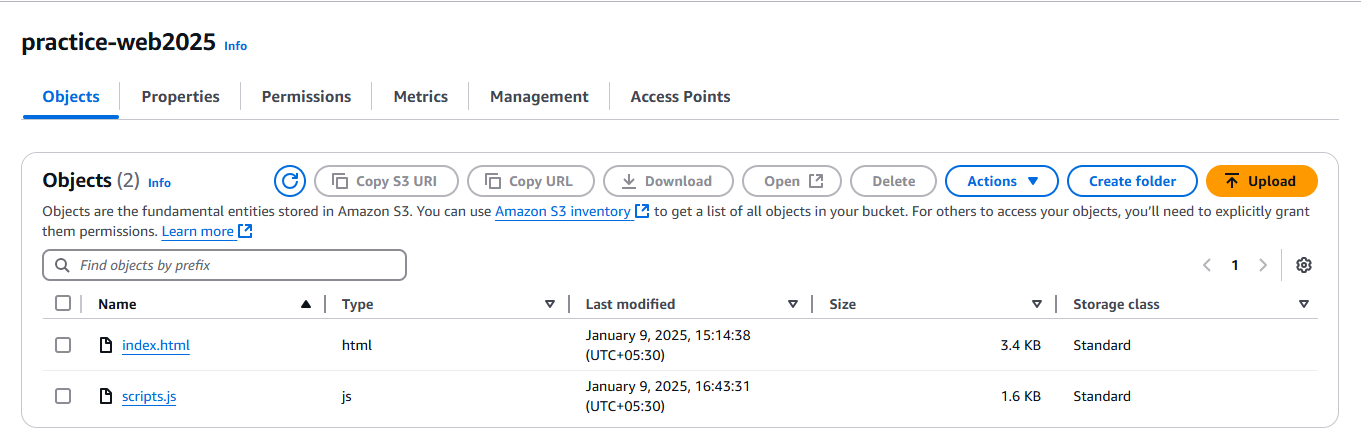 practice-web2025 Info
Objects Properties Permissions Metrics Management Access Points
Objects (2) Info Copy S3 URI Copy URL Download Open Delete Actions Create folder Upload
Objects are the fundamental entities stored in Amazon S3. You can use Amazon S3 inventory to get a list of all objects in your bucket. For others to access your objects, you’ll need to explicitly grant
them permissions. Learn more
Find objects by prefix 1
Name Type Last modified Size Storage class
index.html html January 9, 2025, 15:14:38 (UTC+05:30) 3.4 KB Standard
scripts.js js January 9, 2025, 16:43:31 (UTC+05:30) 1.6 KB Standard